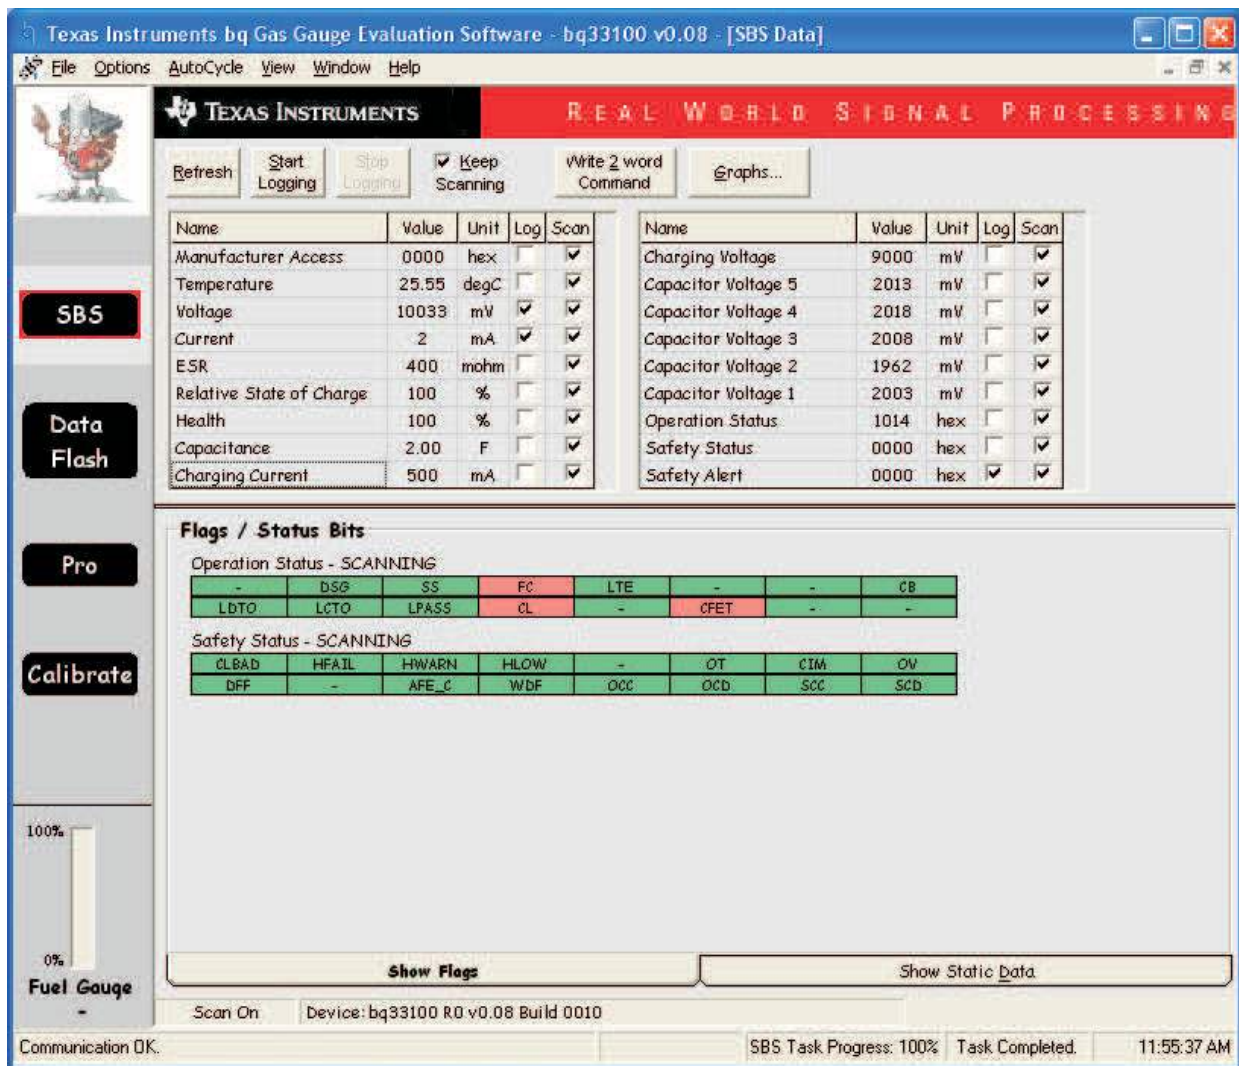 Texas Instruments bq Gas Gauge Evaluation Software - bq33100 v0.08 - [SBS Data]
File Options AutoCycle View Window Help
TEXAS INSTRUMENTS REAL WORLD SIGNAL PROCESSING
Refresh Start Logging Stop Logging Keep Scanning Write 2 word Command Graphs...
Name Value Unit Log Scan Name Value Unit Log Scan
Manufacturer Access 0000 hex Charging Voltage 9000 mV
Temperature 25.55 degC Capacitor Voltage 5 2013 mV
Voltage 10033 mV Capacitor Voltage 4 2018 mV
Current 2 mA Capacitor Voltage 3 2008 mV
ESR 400 mohm Capacitor Voltage 2 1962 mV
Relative State of Charge 100 % Capacitor Voltage 1 2003 mV
Health 100 % Operation Status 1014 hex
Capacitance 2.00 F Safety Status 0000 hex
Charging Current 500 mA Safety Alert 0000 hex
SBS
Data
Flash
Pro
Calibrate
Flags / Status Bits
Operation Status - SCANNING
- DSG SS FC LTE - - CB
LDTO LCTO LPASS CL - CFET - -
Safety Status - SCANNING
CLBAD HFAIL HWARN HLOW - OT CIM OV
DFF - AFE_C WDF OCC OCD SCC SCD
100%
0%
Fuel Gauge
-
Show Flags Show Static Data
Scan On Device: bq33100 R0 v0.08 Build 0010
Communication OK. SBS Task Progress: 100% Task Completed. 11:55:37 AM